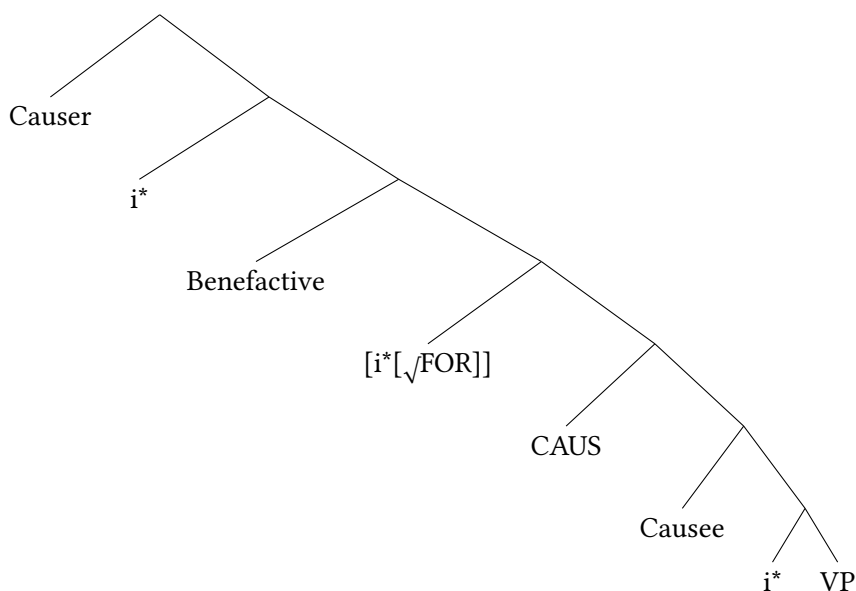 Causer
i*
Benefactive
[i*[√FOR]]
CAUS
Causee
i* VP